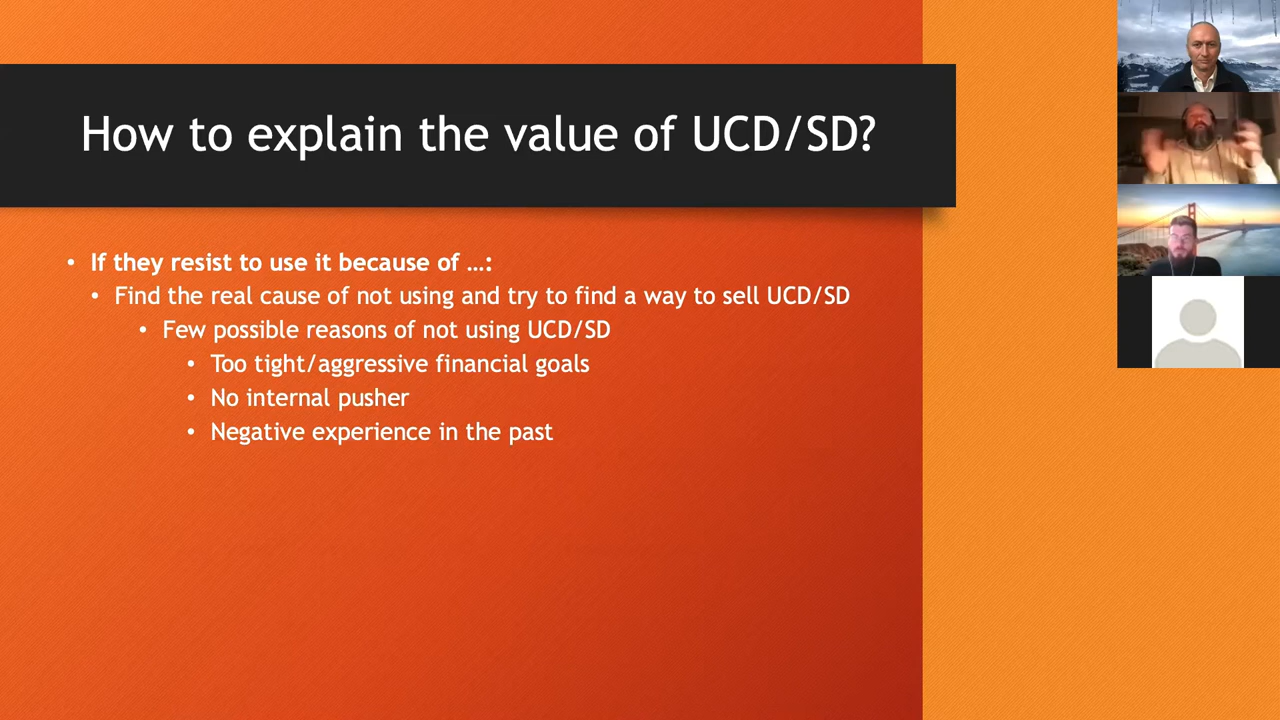 How to explain the value of UCD/SD?
• If they resist to use it because of …:
• Find the real cause of not using and try to find a way to sell UCD/SD
• Few possible reasons of not using UCD/SD
• Too tight/aggressive financial goals
• No internal pusher
• Negative experience in the past